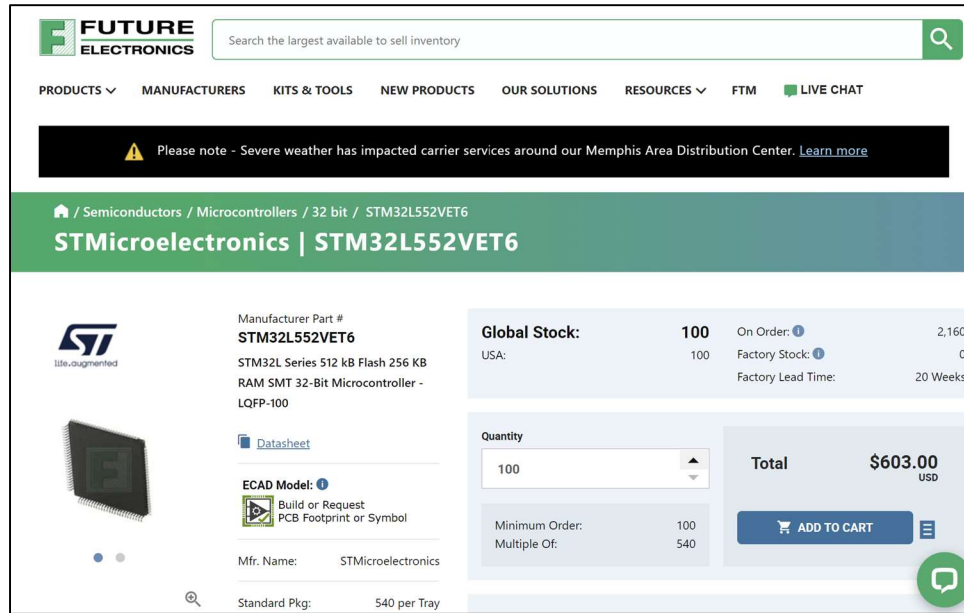 FUTURE
ELECTRONICS
Search the largest available to sell inventory
PRODUCTS MANUFACTURERS KITS & TOOLS NEW PRODUCTS OUR SOLUTIONS RESOURCES FTM LIVE CHAT
Please note - Severe weather has impacted carrier services around our Memphis Area Distribution Center. Learn more
/ Semiconductors / Microcontrollers / 32 bit / STM32L552VET6
STMicroelectronics | STM32L552VET6
ST
life.augmented
Manufacturer Part #
STM32L552VET6
STM32L Series 512 kB Flash 256 KB
RAM SMT 32-Bit Microcontroller -
LQFP-100
Datasheet
ECAD Model:
Build or Request
PCB Footprint or Symbol
Mfr. Name: STMicroelectronics
Standard Pkg: 540 per Tray
Global Stock: 100
USA: 100
On Order: 2,160
Factory Stock: 0
Factory Lead Time: 20 Weeks
Quantity
100
Minimum Order: 100
Multiple Of: 540
Total $603.00
USD
ADD TO CART